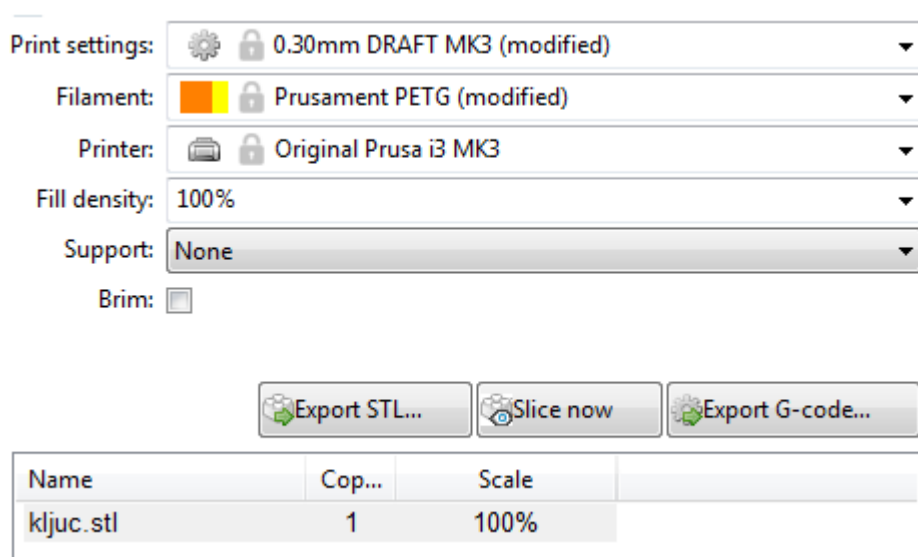 Print settings: 0.30mm DRAFT MK3 (modified)
Filament: Prusament PETG (modified)
Printer: Original Prusa i3 MK3
Fill density: 100%
Support: None
Brim:
Export STL... Slice now Export G-code...
Name Cop... Scale
kljuc.stl 1 100%